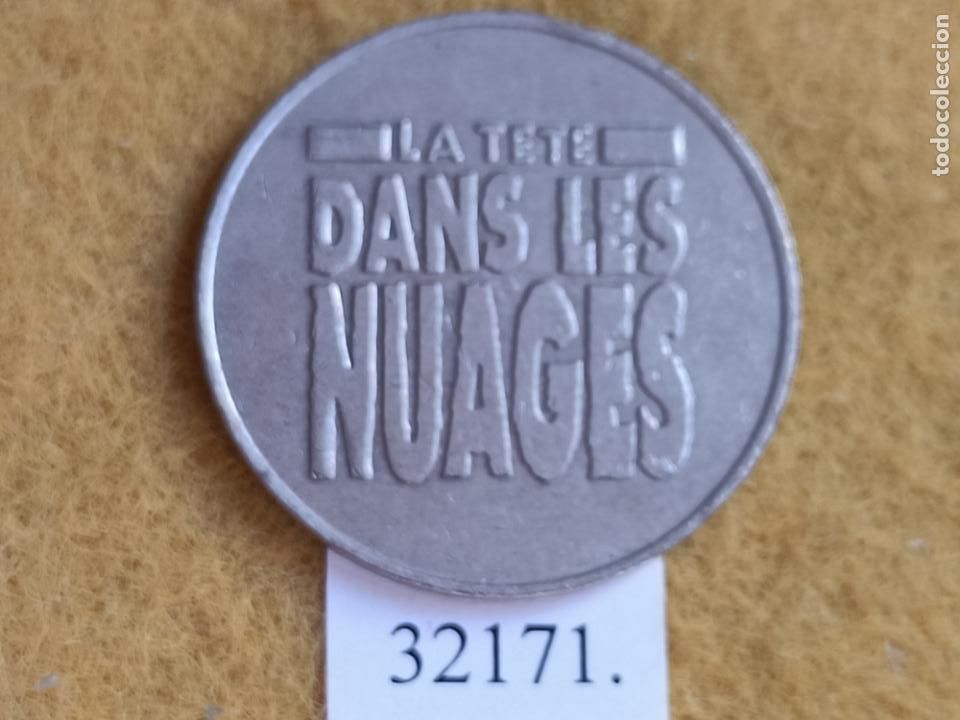 LA TETE
DANS LES
NUAGES
32171.
todocoleccion